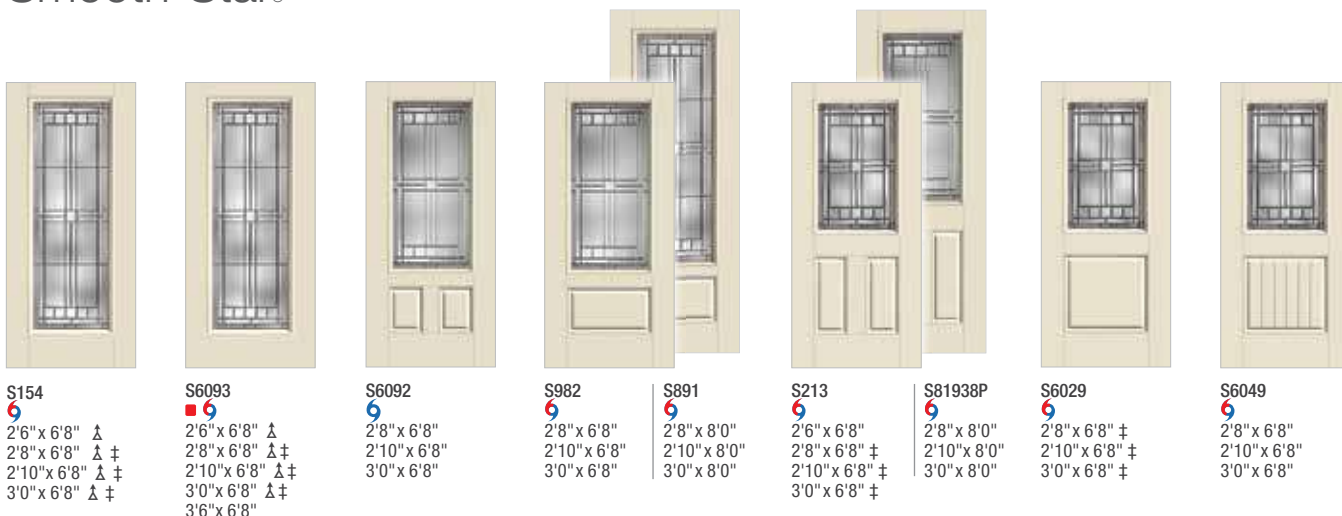 Smooth-Star®
S154
2'6" x 6'8"
2'8" x 6'8" ‡
2'10" x 6'8" ‡
3'0" x 6'8" ‡
S6093
2'6" x 6'8"
2'8" x 6'8" ‡
2'10" x 6'8" ‡
3'0" x 6'8" ‡
3'6" x 6'8"
S6092
2'8" x 6'8"
2'10" x 6'8"
3'0" x 6'8"
S982
2'8" x 6'8"
2'10" x 6'8"
3'0" x 6'8"
S891
2'8" x 8'0"
2'10" x 8'0"
3'0" x 8'0"
S213
2'6" x 6'8"
2'8" x 6'8" ‡
2'10" x 6'8" ‡
3'0" x 6'8" ‡
S81938P
2'8" x 8'0"
2'10" x 8'0"
3'0" x 8'0"
S6029
2'8" x 6'8" ‡
2'10" x 6'8" ‡
3'0" x 6'8" ‡
S6049
2'8" x 6'8"
2'10" x 6'8"
3'0" x 6'8"